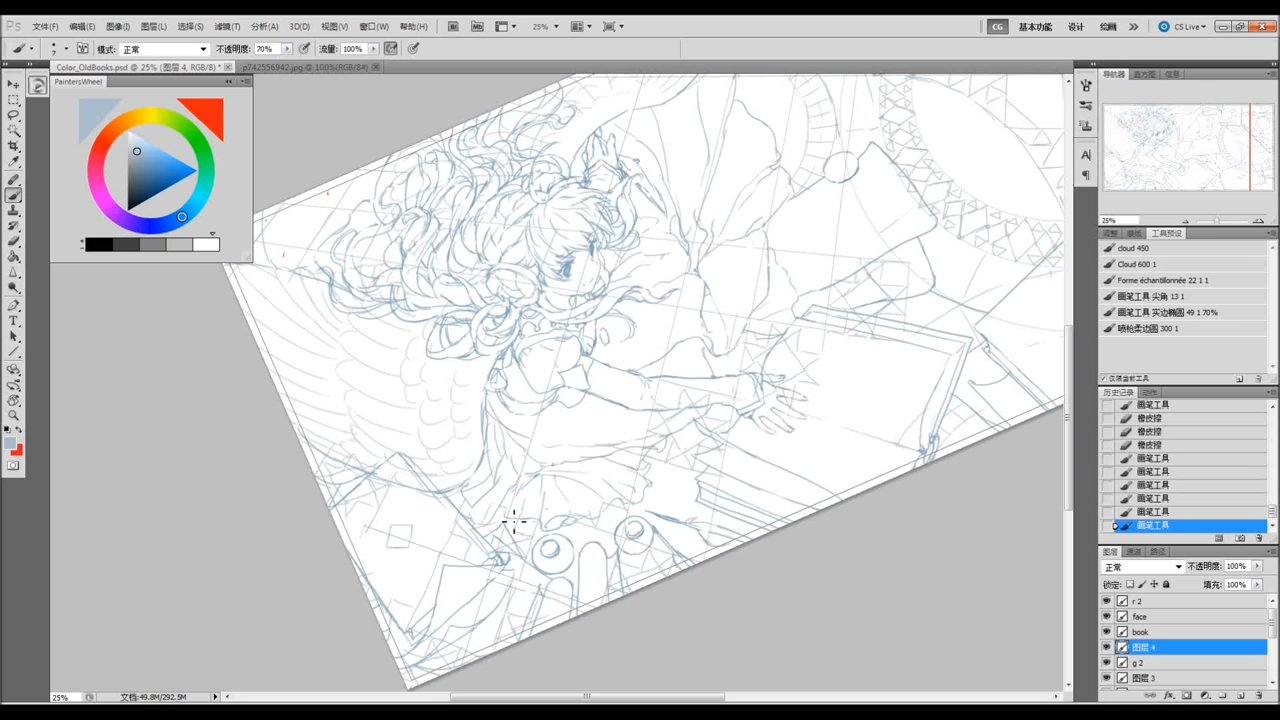 Ps 文件(F) 编辑(E) 图像(I) 图层(L) 选择(S) 滤镜(T) 分析(A) 3D(D) 视图(V) 窗口(W) 帮助(H) Br Mb 25% CG 基本功能 设计 绘画 CS Live
7 模式: 正常 不透明度: 70% 流量: 100%
Color_OldBooks.psd @ 25% (图层 4, RGB/8) * p742556942.jpg @ 100%(RGB/8#)
PaintersWheel
导航器 直方图 信息
25%
调整 工具预设
cloud 450
Cloud 600 1
Forme échantillonnée 22 1 1
画笔工具 尖角 13 1
画笔工具 实边椭圆 49 1 70%
喷枪柔边圆 300 1
仅限当前工具
历史记录 动作
画笔工具
橡皮擦
橡皮擦
橡皮擦
画笔工具
画笔工具
画笔工具
画笔工具
画笔工具
画笔工具
图层 通道 路径
正常 不透明度: 100%
锁定: 填充: 100%
r 2
face
book
图层 4
g 2
图层 3
25% 文档:49.8M/292.5M